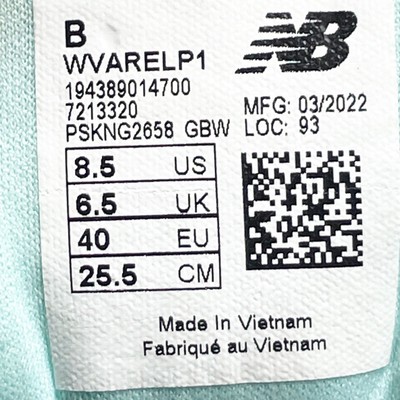 B
NB
WVARELP1
194389014700
7213320
MFG: 03/2022
PSKNG2658 GBW
LOC: 93
8.5 US
6.5 UK
40 EU
25.5 CM
Made In Vietnam
Fabriqué au Vietnam